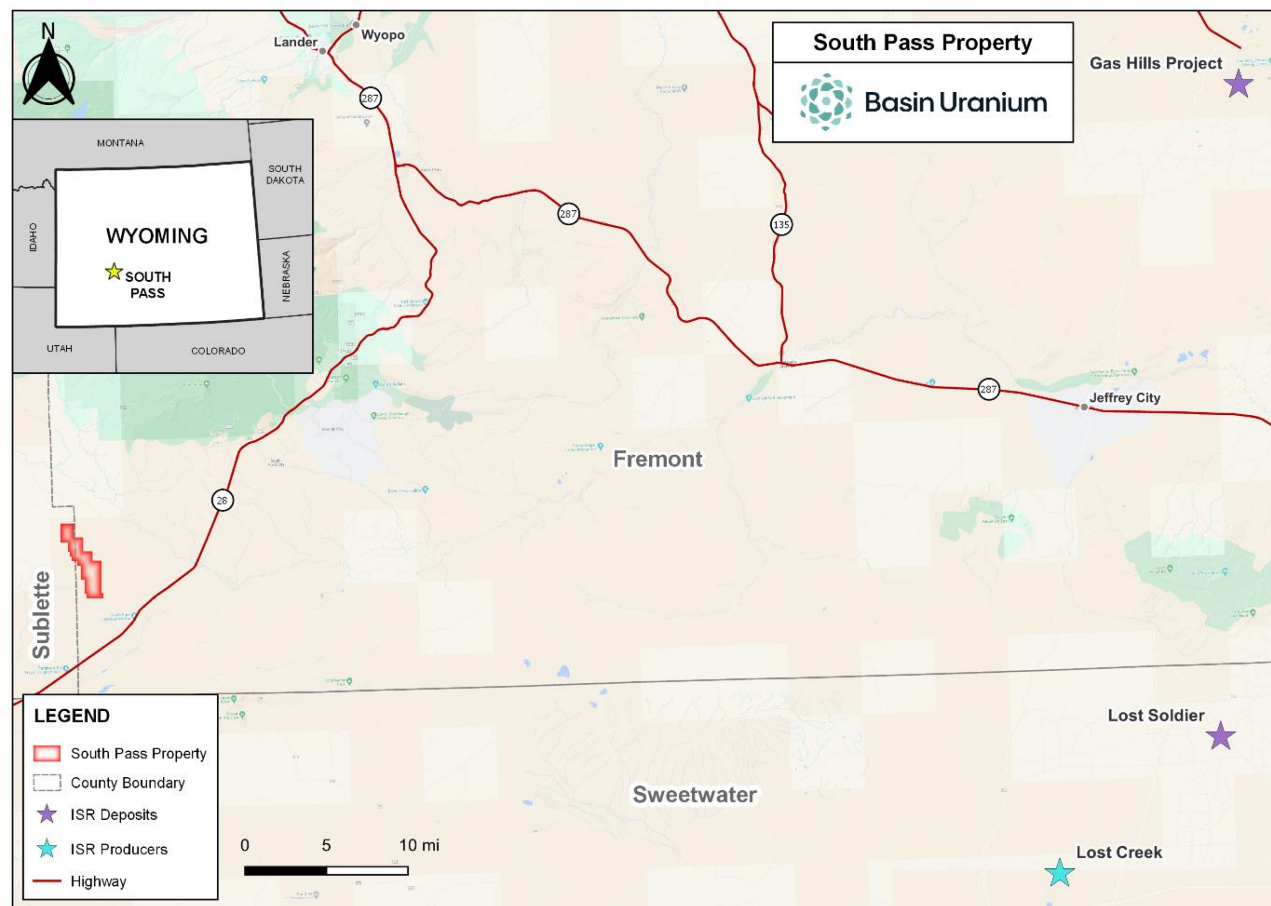 N
Lander
Wyopo
287
South Pass Property
Basin Uranium
Gas Hills Project
MONTANA
SOUTH
DAKOTA
IDAHO
WYOMING
SOUTH
PASS
NEBRASKA
UTAH
COLORADO
287
135
287
Jeffrey City
Fremont
28
Sublette
LEGEND
South Pass Property
County Boundary
ISR Deposits
ISR Producers
Highway
0 5 10 mi
Sweetwater
Lost Soldier
Lost Creek